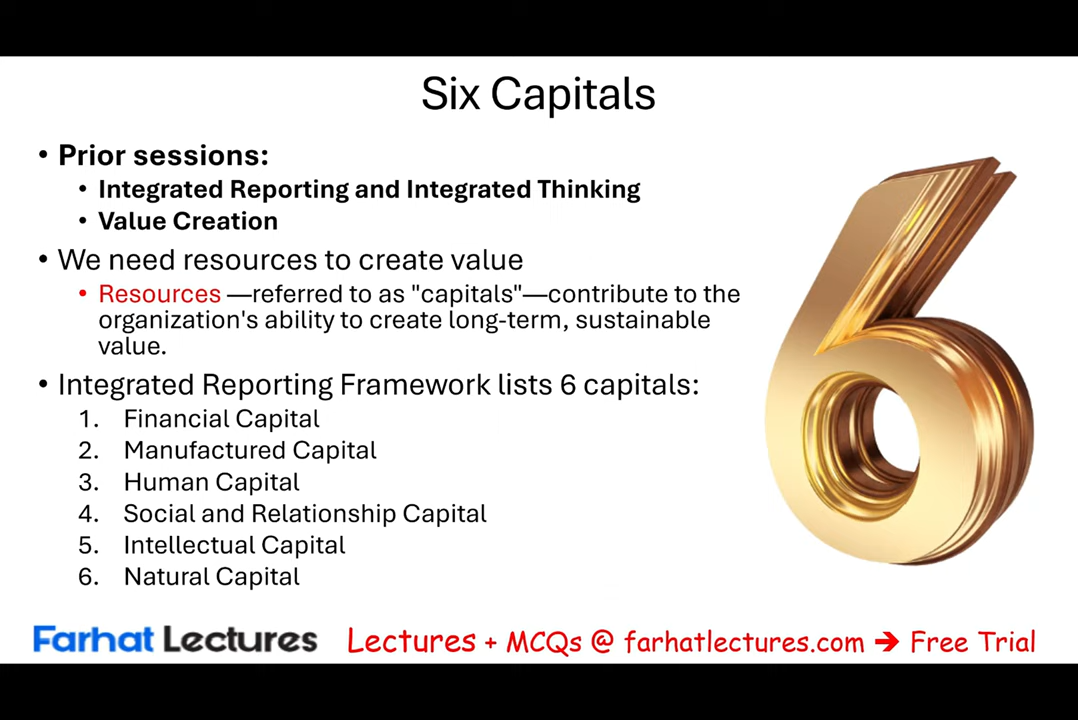 Six Capitals
• Prior sessions:
• Integrated Reporting and Integrated Thinking
• Value Creation
• We need resources to create value
• Resources —referred to as "capitals"—contribute to the
organization's ability to create long-term, sustainable
value.
• Integrated Reporting Framework lists 6 capitals:
1. Financial Capital
2. Manufactured Capital
3. Human Capital
4. Social and Relationship Capital
5. Intellectual Capital
6. Natural Capital
6
Farhat Lectures Lectures + MCQs @ farhatlectures.com → Free Trial